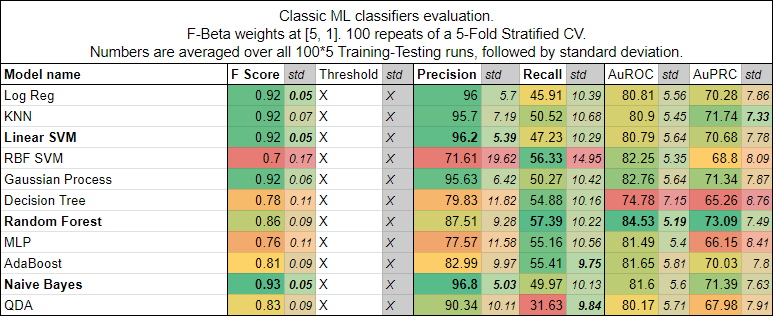 Classic ML classifiers evaluation.
F-Beta weights at [5, 1]. 100 repeats of a 5-Fold Stratified CV.
Numbers are averaged over all 100*5 Training-Testing runs, followed by standard deviation.
Model name F Score std Threshold std Precision std Recall std AuROC std AuPRC std
Log Reg 0.92 0.05 X X 96 5.7 45.91 10.39 80.81 5.56 70.28 7.86
KNN 0.92 0.07 X X 95.7 7.19 50.52 10.68 80.9 5.45 71.74 7.33
Linear SVM 0.92 0.05 X X 96.2 5.39 47.23 10.29 80.79 5.64 70.68 7.78
RBF SVM 0.7 0.17 X X 71.61 19.62 56.33 14.95 82.25 5.35 68.8 8.09
Gaussian Process 0.92 0.06 X X 95.63 6.42 50.27 10.42 82.76 5.64 71.34 7.87
Decision Tree 0.78 0.11 X X 79.83 11.82 54.88 10.16 74.78 7.15 65.26 8.76
Random Forest 0.86 0.09 X X 87.51 9.28 57.39 10.22 84.53 5.19 73.09 7.49
MLP 0.76 0.11 X X 77.57 11.58 55.16 10.56 81.49 5.4 66.15 8.41
AdaBoost 0.81 0.09 X X 82.99 9.97 55.41 9.75 81.65 5.81 70.03 7.8
Naive Bayes 0.93 0.05 X X 96.8 5.03 49.97 10.13 81.6 5.6 71.39 7.63
QDA 0.83 0.09 X X 90.34 10.11 31.63 9.84 80.17 5.71 67.98 7.91